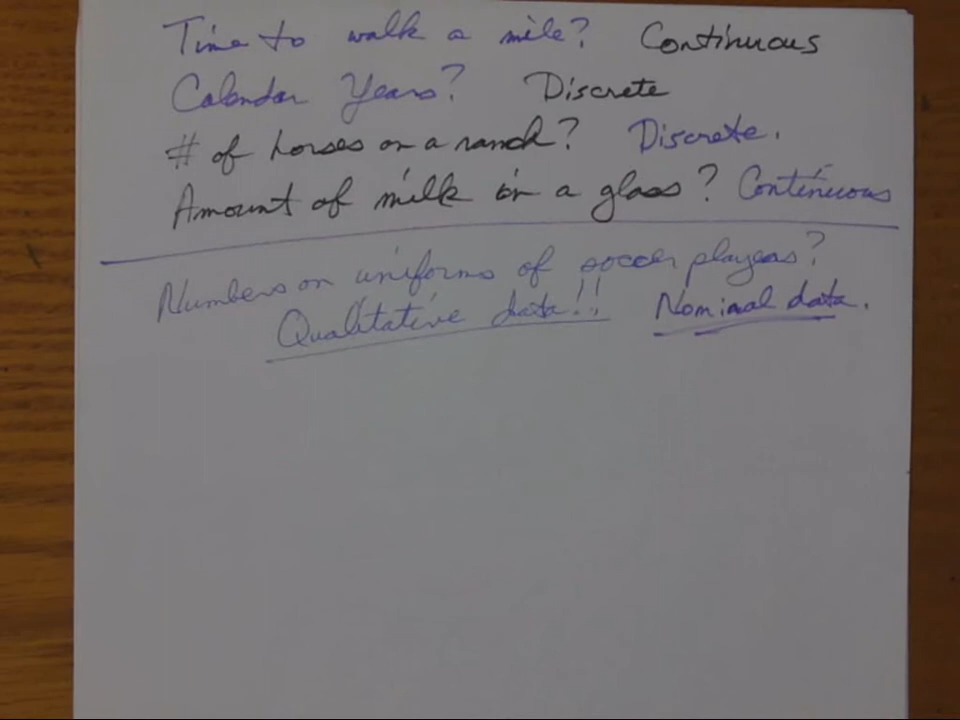 Time to walk a mile? Continuous
Calendar Years? Discrete
# of horses on a ranch? Discrete.
Amount of milk in a glass? Continuous
Numbers on uniforms of soccer players?
Qualitative data!! Nominal data.